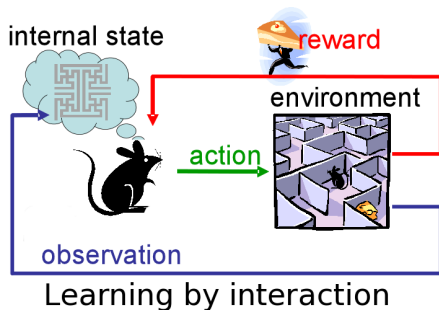 internal state
reward
environment
action
observation
Learning by interaction